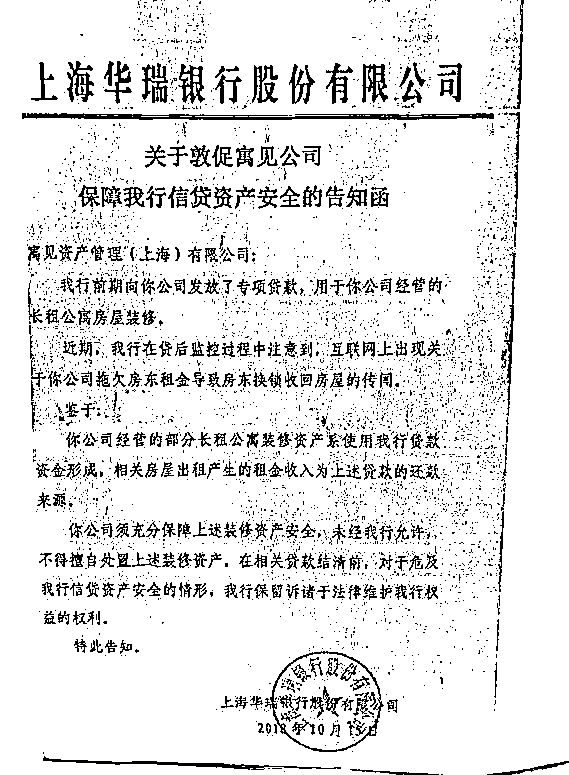 上海华瑞银行股份有限公司
关于敦促寓见公司
保障我行信贷资产安全的告知函
寓见资产管理（上海）有限公司：
我行前期向你公司发放了专项贷款，用于你公司经营的
长租公寓房屋装修。
近期，我行在贷后监控过程中注意到，互联网上出现关
于你公司拖欠房东租金导致房东换锁收回房屋的传闻。
鉴于：
你公司经营的部分长租公寓装修资产系使用我行贷款
资金形成，相关房屋出租产生的租金收入为上述贷款的还款
来源。
你公司须充分保障上述装修资产安全，未经我行允许，
不得擅自处置上述装修资产。在相关贷款结清前，对于危及
我行信贷资产安全的情形，我行保留诉诸于法律维护我行权
益的权利。
特此告知。
上海华瑞银行股份有限公司
2018年10月 日